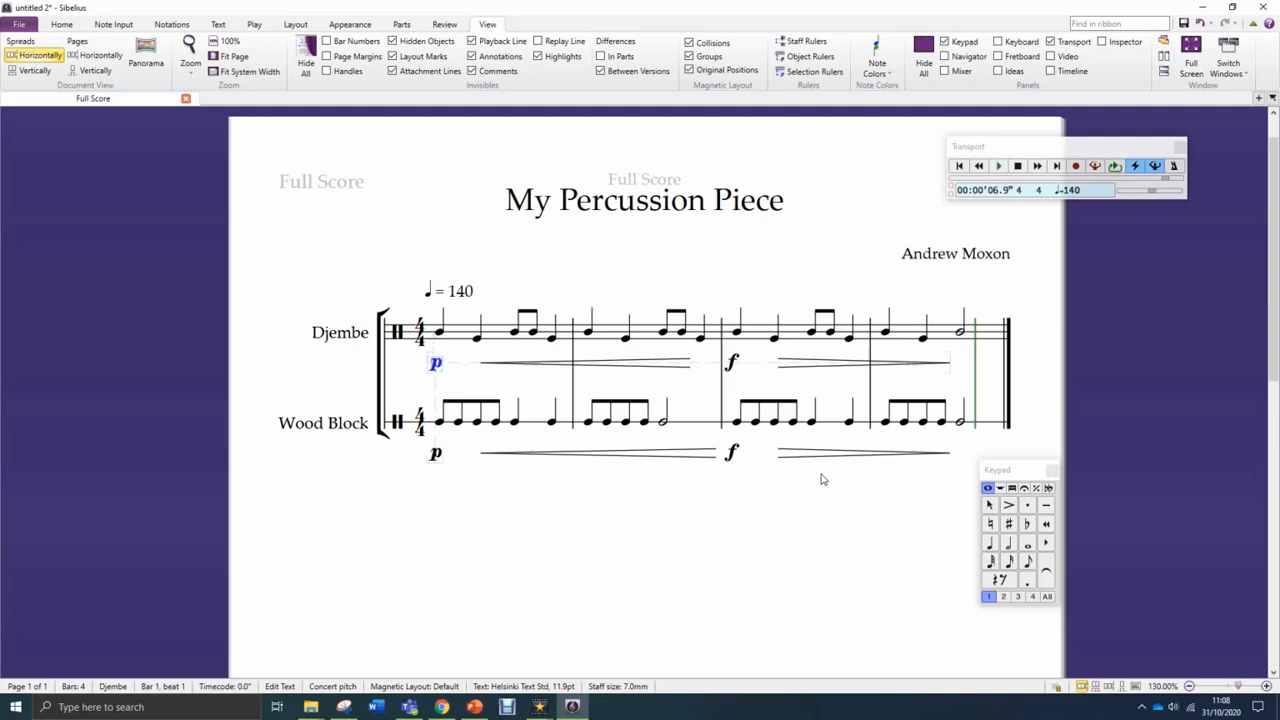 untitled 2* - Sibelius
File Home Note Input Notations Text Play Layout Appearance Parts Review View Find in ribbon
Spreads Pages 100% Bar Numbers Hidden Objects Playback Line Replay Line Differences Collisions Staff Rulers Keypad Keyboard Transport Inspector
Horizontally Horizontally Fit Page Page Margins Layout Marks Annotations Highlights In Parts Groups Object Rulers Navigator Fretboard Video
Vertically Vertically Panorama Zoom Fit System Width Hide All Handles Attachment Lines Comments Between Versions Original Positions Selection Rulers Note Colors Hide All Mixer Ideas Timeline Full Screen Switch Windows
Document View Zoom Invisibles Magnetic Layout Rulers Note Colors Panels Window
Full Score
Transport
00:00'06.9" 4 4 ♩=140
Full Score
Full Score
My Percussion Piece
Andrew Moxon
♩ = 140
Djembe 4 4
p f
Wood Block 4 4
p f
Keypad
1 2 3 4 All
Page 1 of 1 Bars: 4 Djembe Bar 1, beat 1 Timecode: 0.0" Edit Text Concert pitch Magnetic Layout: Default Text: Helsinki Text Std, 11.9pt Staff size: 7.0mm 130.00%
Type here to search
11:08
31/10/2020